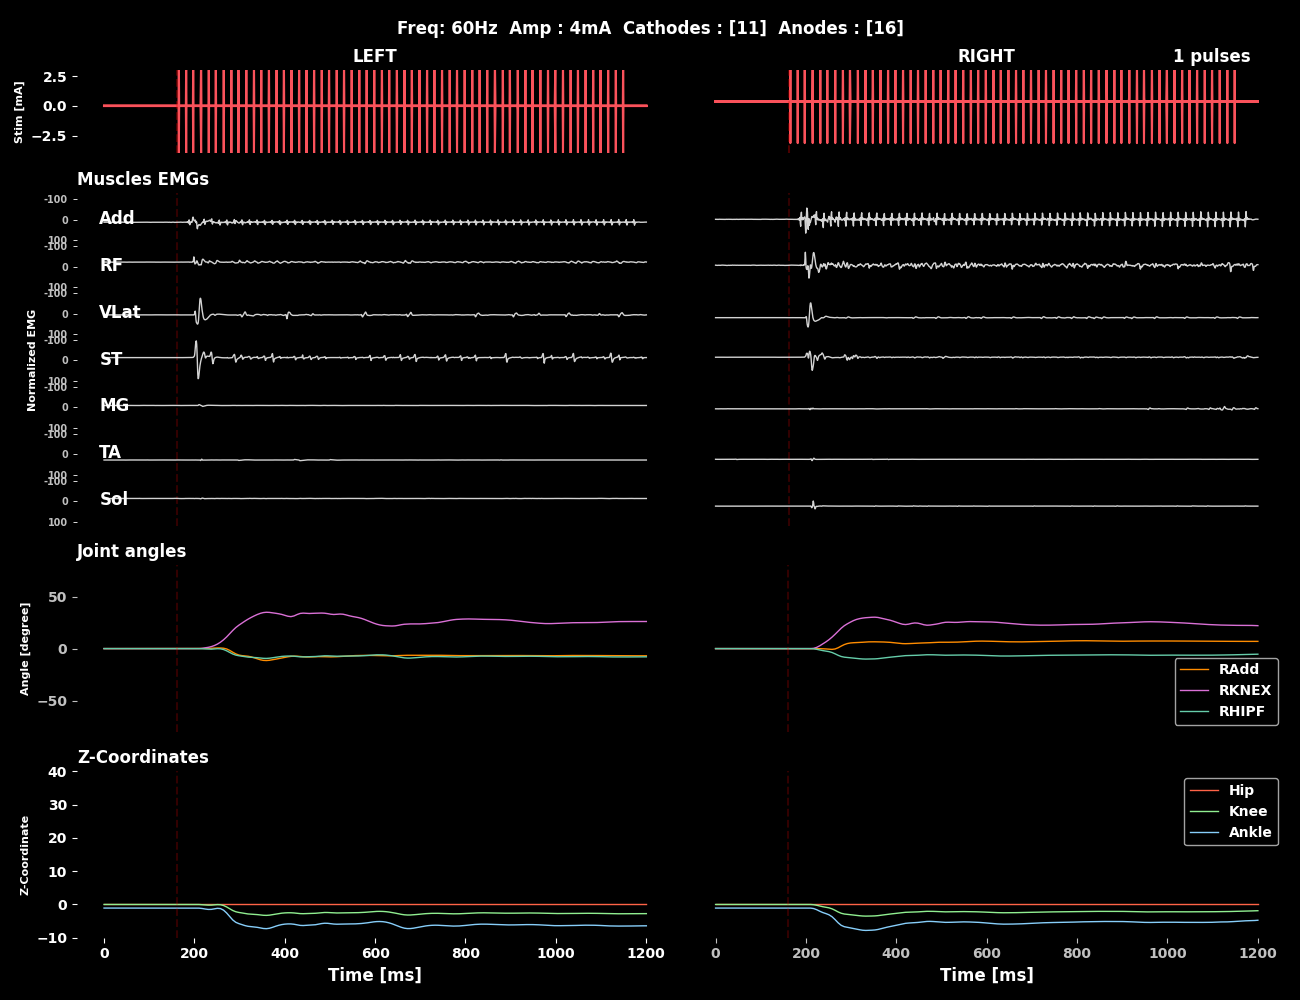 Freq: 60Hz  Amp : 4mA  Cathodes : [11]  Anodes : [16]
LEFT
RIGHT
1 pulses
Stim [mA]
2.5
0.0
−2.5
Muscles EMGs
Normalized EMG
-100
0
100
Add
-100
0
100
RF
-100
0
100
VLat
-100
0
100
ST
-100
0
100
MG
-100
0
100
TA
-100
0
100
Sol
Joint angles
Angle [degree]
50
0
−50
RAdd
RKNEX
RHIPF
Z-Coordinates
Z-Coordinate
40
30
20
10
0
−10
Hip
Knee
Ankle
0 200 400 600 800 1000 1200
Time [ms]
0 200 400 600 800 1000 1200
Time [ms]